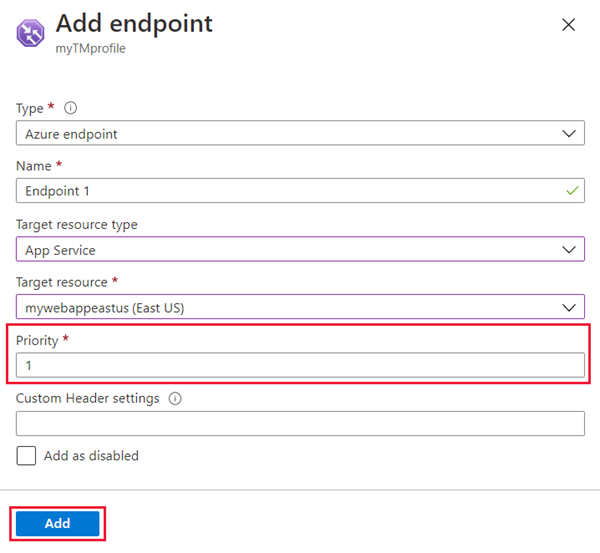 Add endpoint
myTMprofile
Type *
Azure endpoint
Name *
Endpoint 1
Target resource type
App Service
Target resource *
mywebappeastus (East US)
Priority *
1
Custom Header settings
Add as disabled
Add